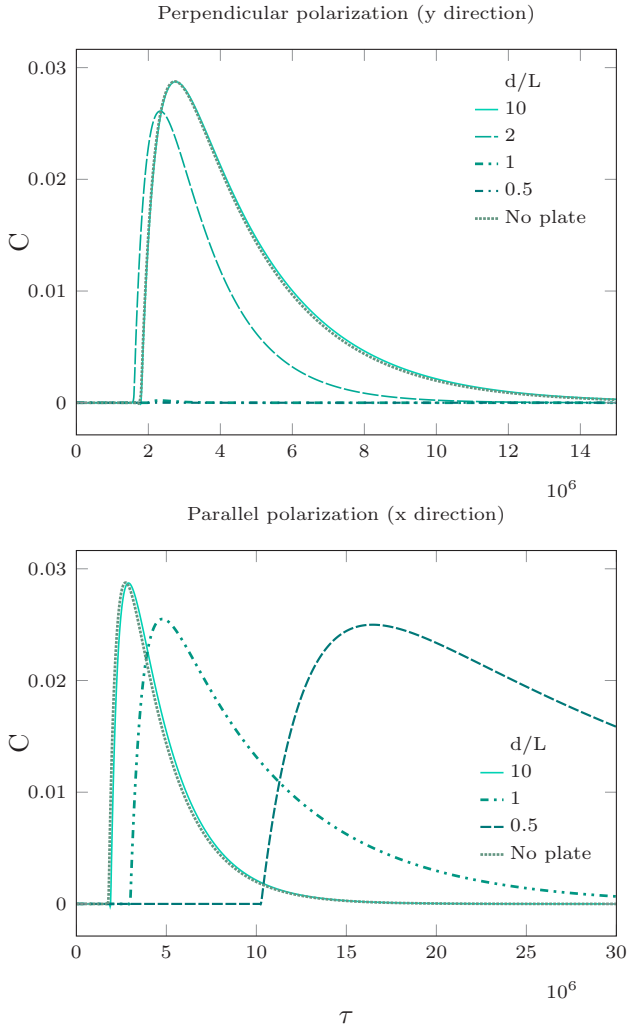 Perpendicular polarization (y direction)
0.03
0.02
0.01
0
C
d/L
10
2
1
0.5
No plate
0 2 4 6 8 10 12 14
10^6
Parallel polarization (x direction)
0.03
0.02
0.01
0
C
d/L
10
1
0.5
No plate
0 5 10 15 20 25 30
10^6
τ